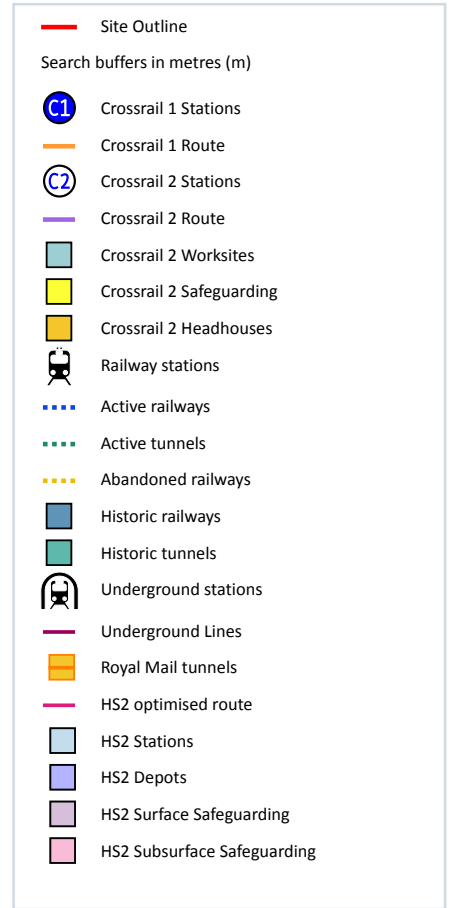 Site Outline
Search buffers in metres (m)
C1 Crossrail 1 Stations
Crossrail 1 Route
C2 Crossrail 2 Stations
Crossrail 2 Route
Crossrail 2 Worksites
Crossrail 2 Safeguarding
Crossrail 2 Headhouses
Railway stations
Active railways
Active tunnels
Abandoned railways
Historic railways
Historic tunnels
Underground stations
Underground Lines
Royal Mail tunnels
HS2 optimised route
HS2 Stations
HS2 Depots
HS2 Surface Safeguarding
HS2 Subsurface Safeguarding